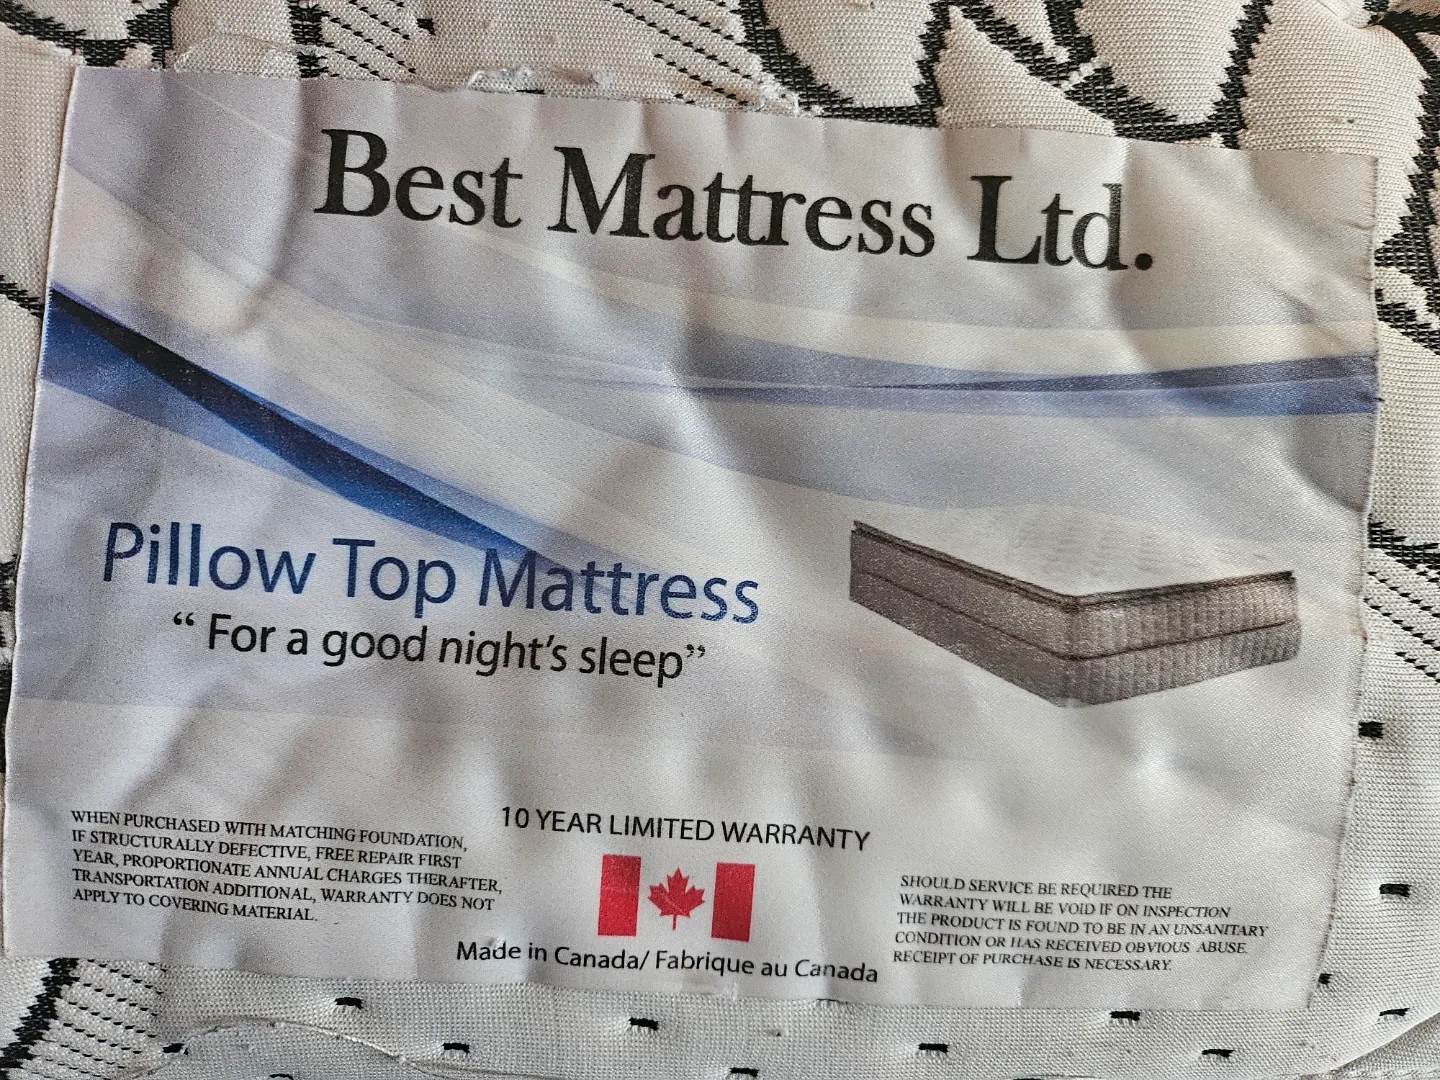 Best Mattress Ltd.
Pillow Top Mattress
“ For a good night’s sleep”
WHEN PURCHASED WITH MATCHING FOUNDATION,
IF STRUCTURALLY DEFECTIVE, FREE REPAIR FIRST
YEAR, PROPORTIONATE ANNUAL CHARGES THERAFTER,
TRANSPORTATION ADDITIONAL, WARRANTY DOES NOT
APPLY TO COVERING MATERIAL.
10 YEAR LIMITED WARRANTY
Made in Canada/ Fabrique au Canada
SHOULD SERVICE BE REQUIRED THE
WARRANTY WILL BE VOID IF ON INSPECTION
THE PRODUCT IS FOUND TO BE IN AN UNSANITARY
CONDITION OR HAS RECEIVED OBVIOUS ABUSE.
RECEIPT OF PURCHASE IS NECESSARY.